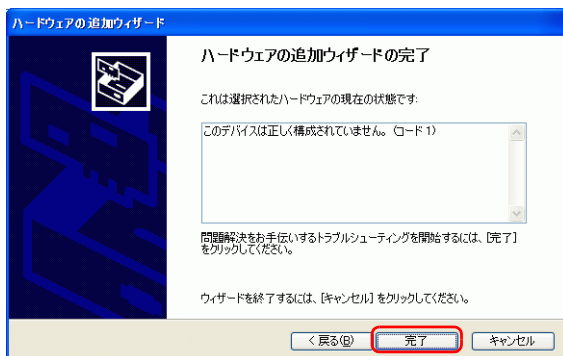 ハードウェアの追加ウィザード
ハードウェアの追加ウィザードの完了
これは選択されたハードウェアの現在の状態です:
このデバイスは正しく構成されていません。 (コード 1)
問題解決をお手伝いするトラブルシューティングを開始するには、[完了]
をクリックしてください。
ウィザードを終了するには、[キャンセル] をクリックしてください。
< 戻る(B) 完了 キャンセル